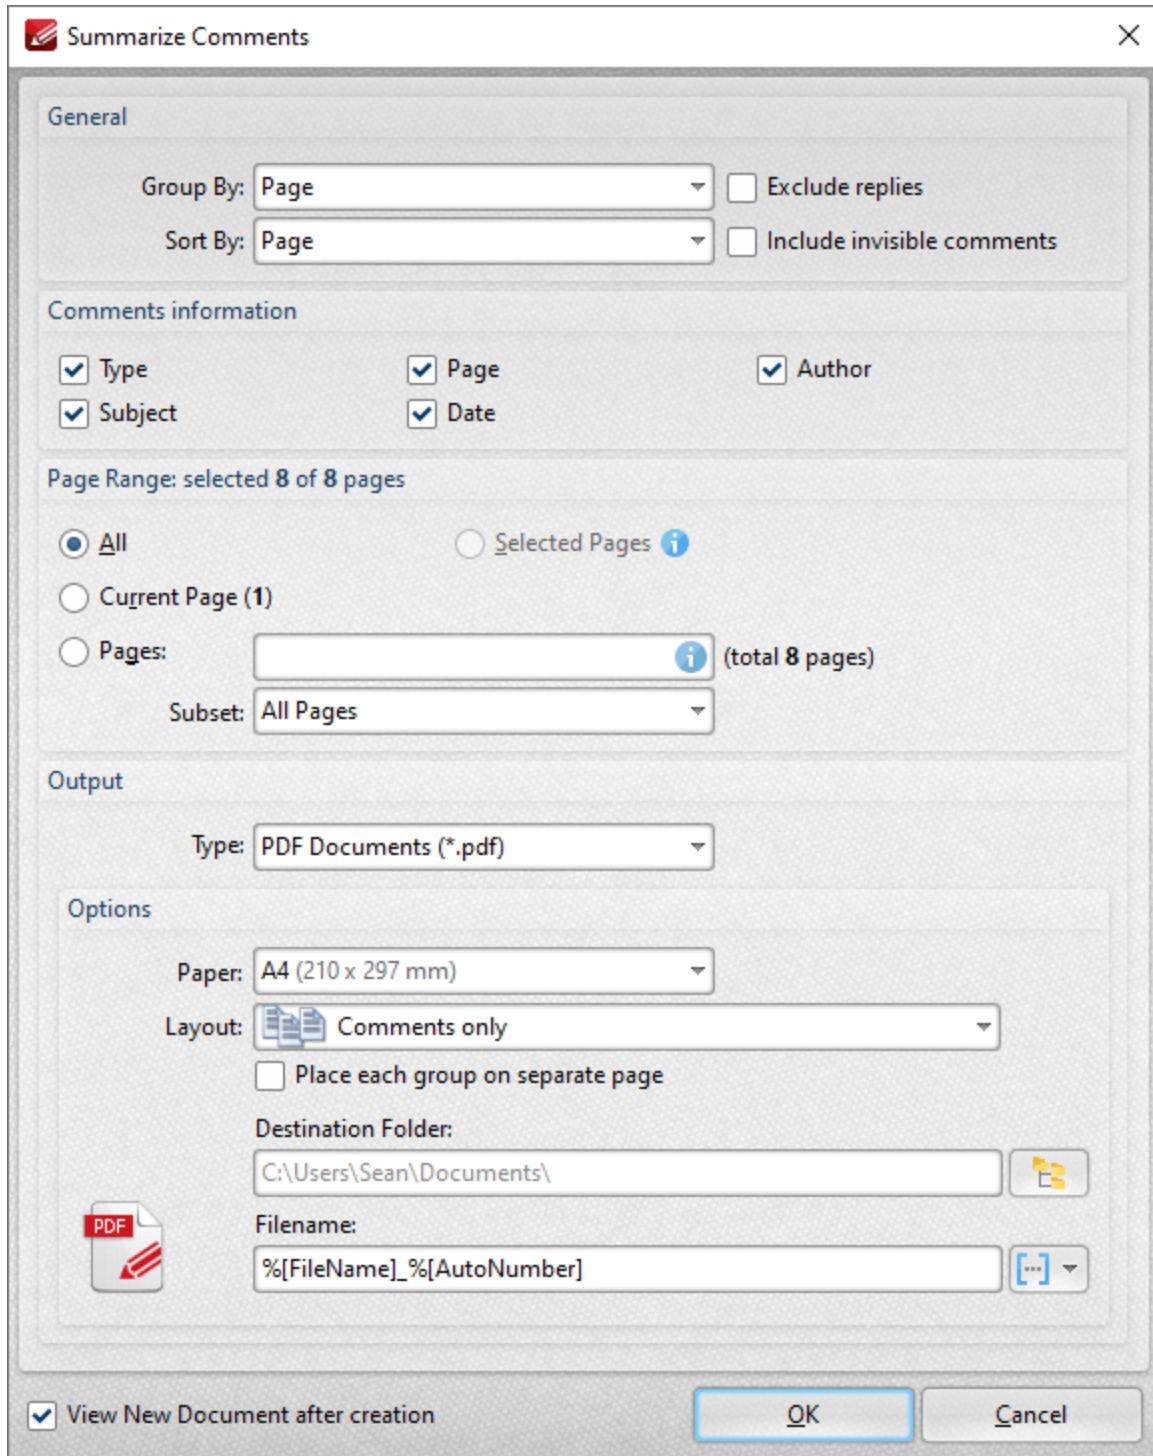 Summarize Comments
General
Group By: Page Exclude replies
Sort By: Page Include invisible comments
Comments information
Type Page Author
Subject Date
Page Range: selected 8 of 8 pages
All Selected Pages
Current Page (1)
Pages: (total 8 pages)
Subset: All Pages
Output
Type: PDF Documents (*.pdf)
Options
Paper: A4 (210 x 297 mm)
Layout: Comments only
Place each group on separate page
Destination Folder:
C:\Users\Sean\Documents\
PDF
Filename:
%[FileName]_%[AutoNumber]
View New Document after creation OK Cancel